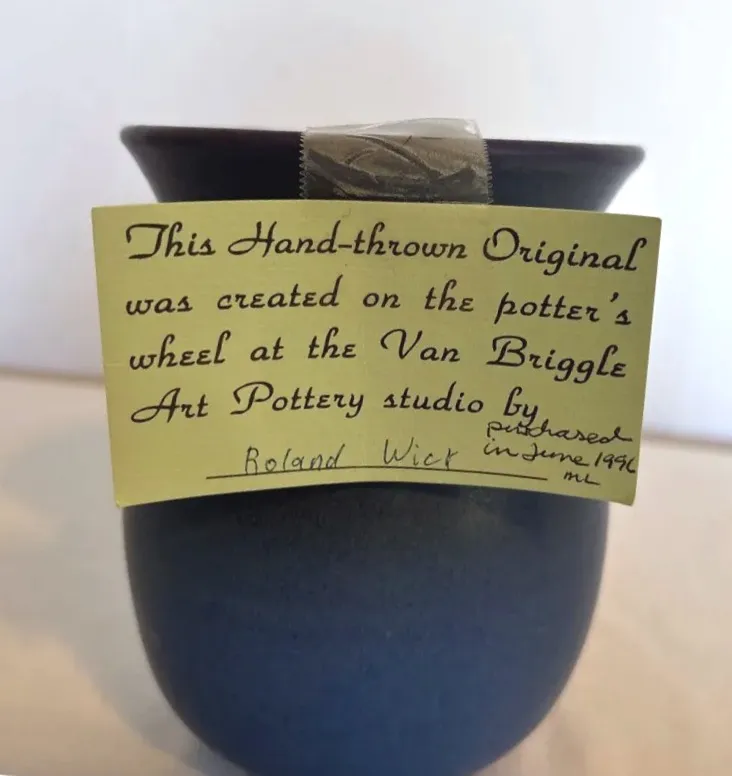 This Hand-thrown Original
was created on the potter's
wheel at the Van Briggle
Art Pottery studio by
Roland Wick
purchased
in June 1996
ML